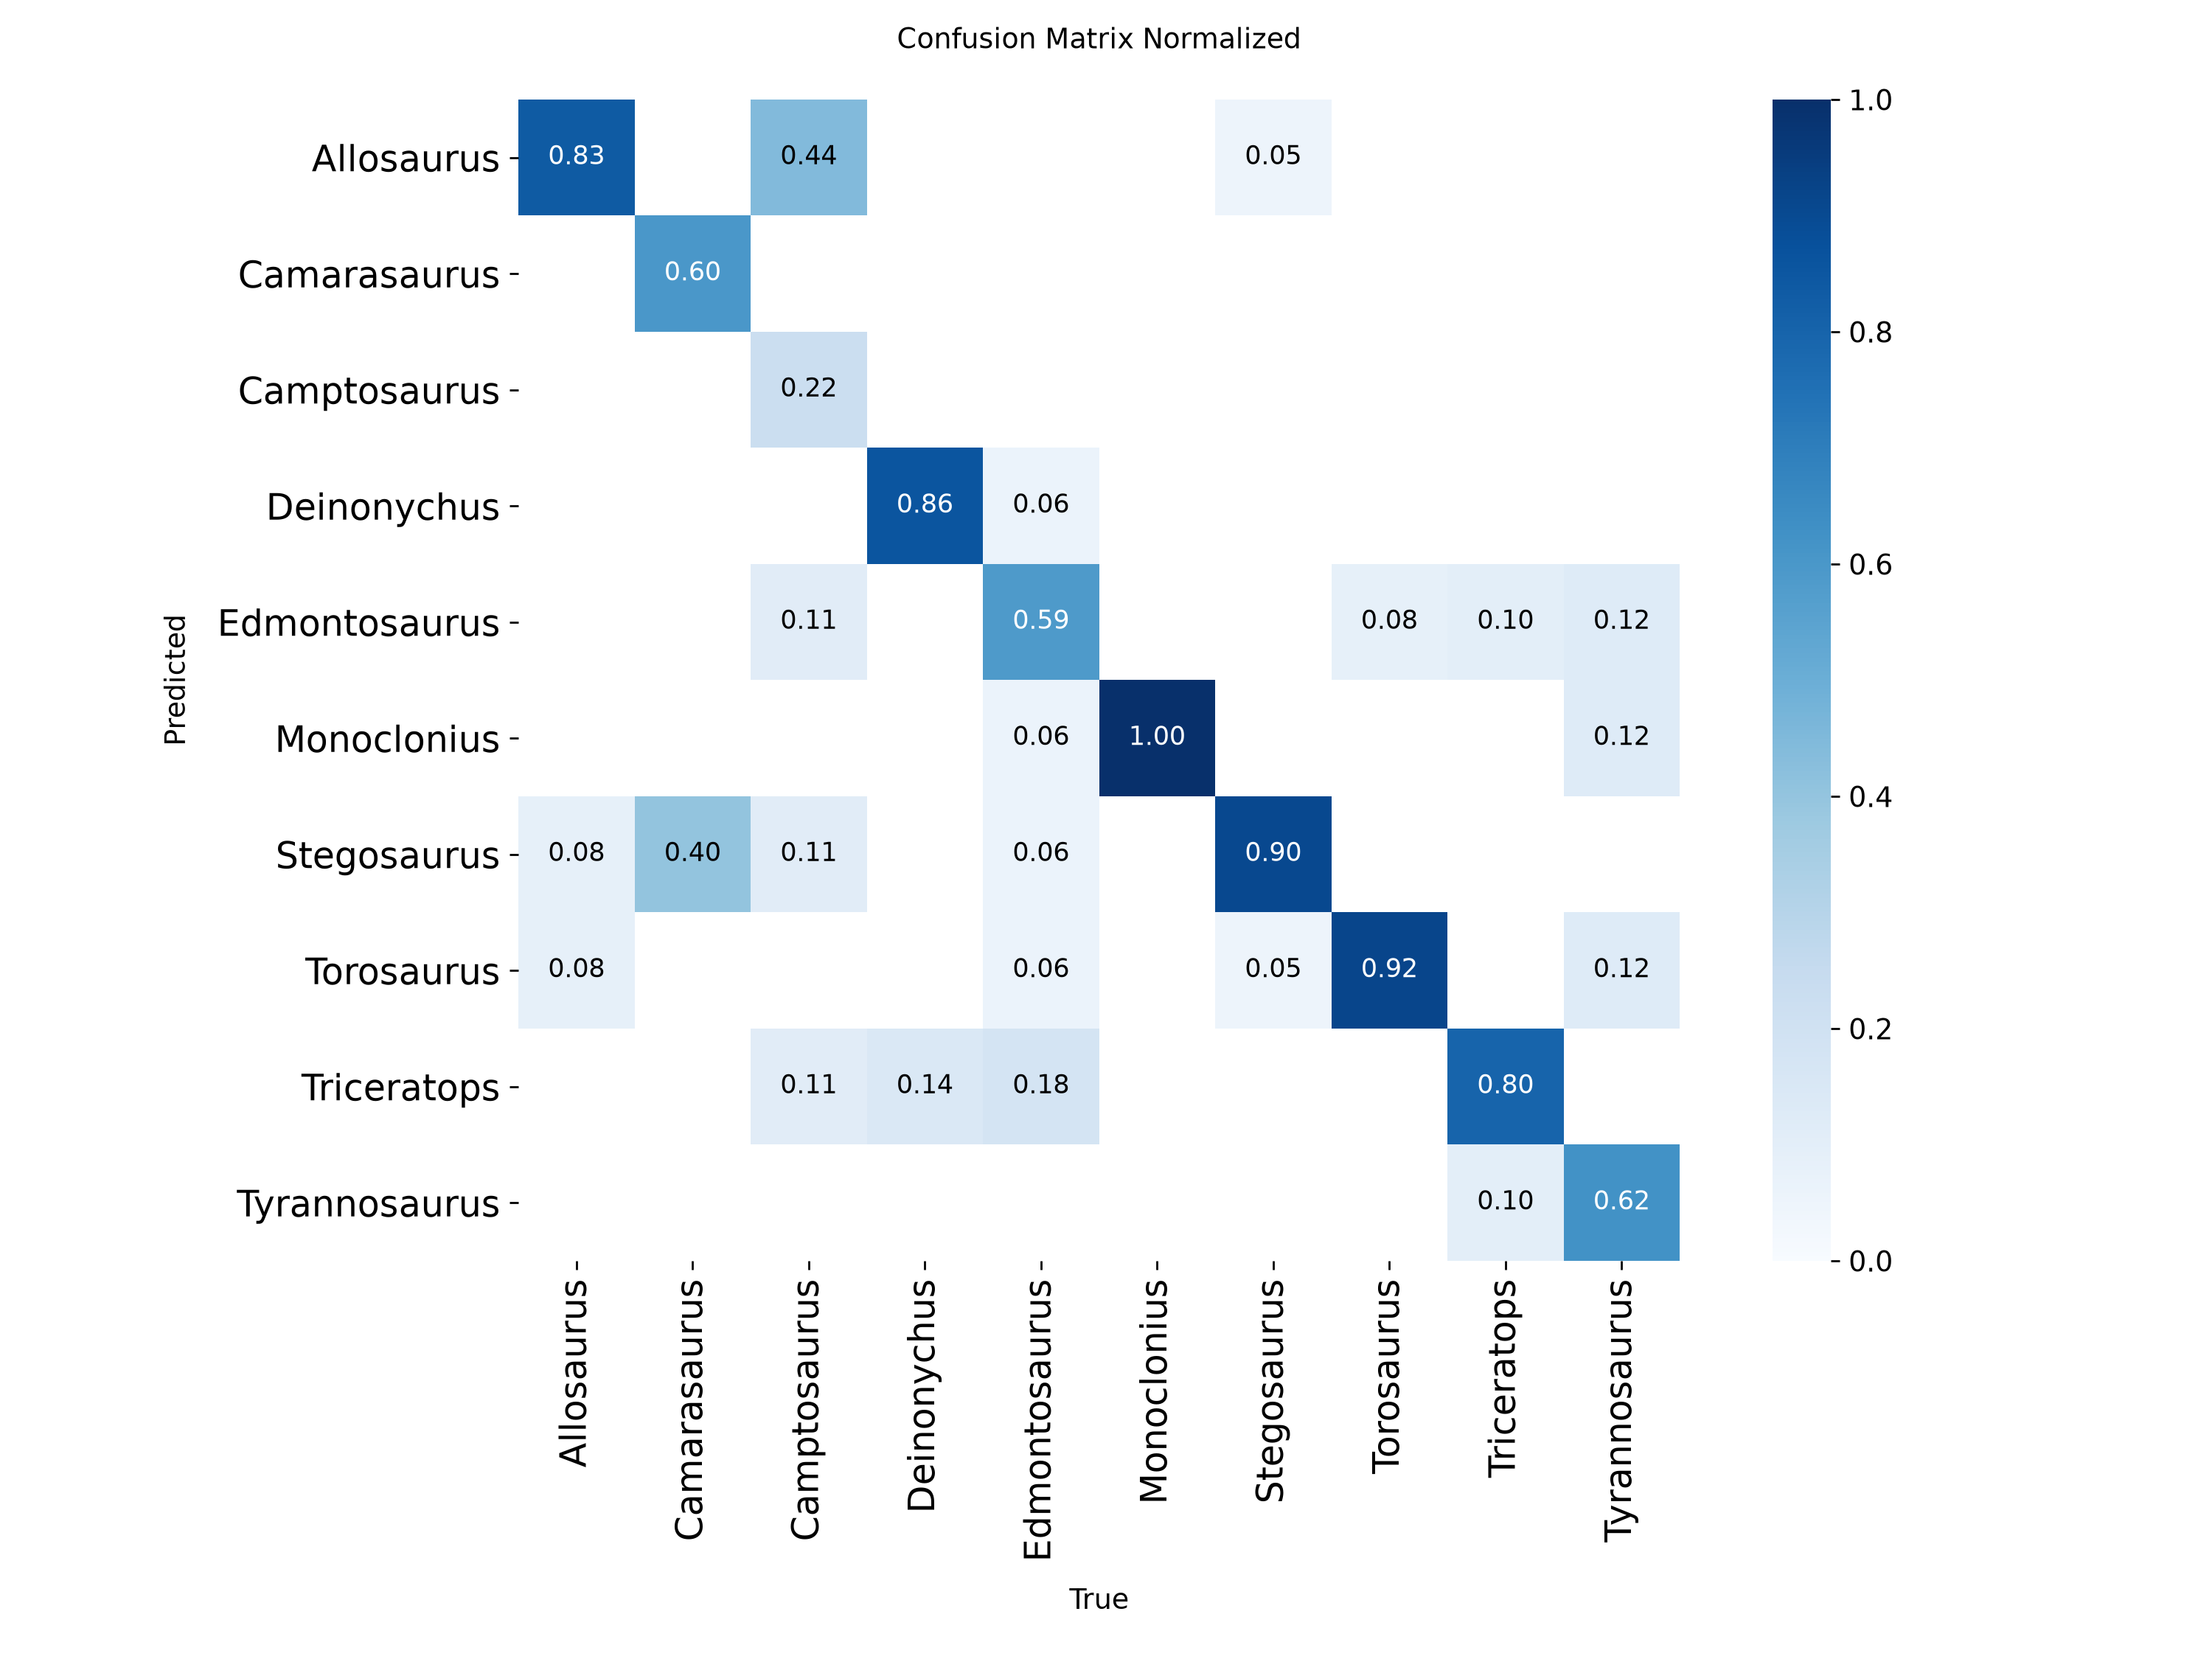 Confusion Matrix Normalized
Allosaurus 0.83 0.44 0.05
Camarasaurus 0.60
Camptosaurus 0.22
Deinonychus 0.86 0.06
Edmontosaurus 0.11 0.59 0.08 0.10 0.12
Monoclonius 0.06 1.00 0.12
Stegosaurus 0.08 0.40 0.11 0.06 0.90
Torosaurus 0.08 0.06 0.05 0.92 0.12
Triceratops 0.11 0.14 0.18 0.80
Tyrannosaurus 0.10 0.62
Predicted
Allosaurus
Camarasaurus
Camptosaurus
Deinonychus
Edmontosaurus
Monoclonius
Stegosaurus
Torosaurus
Triceratops
Tyrannosaurus
True
1.0
0.8
0.6
0.4
0.2
0.0